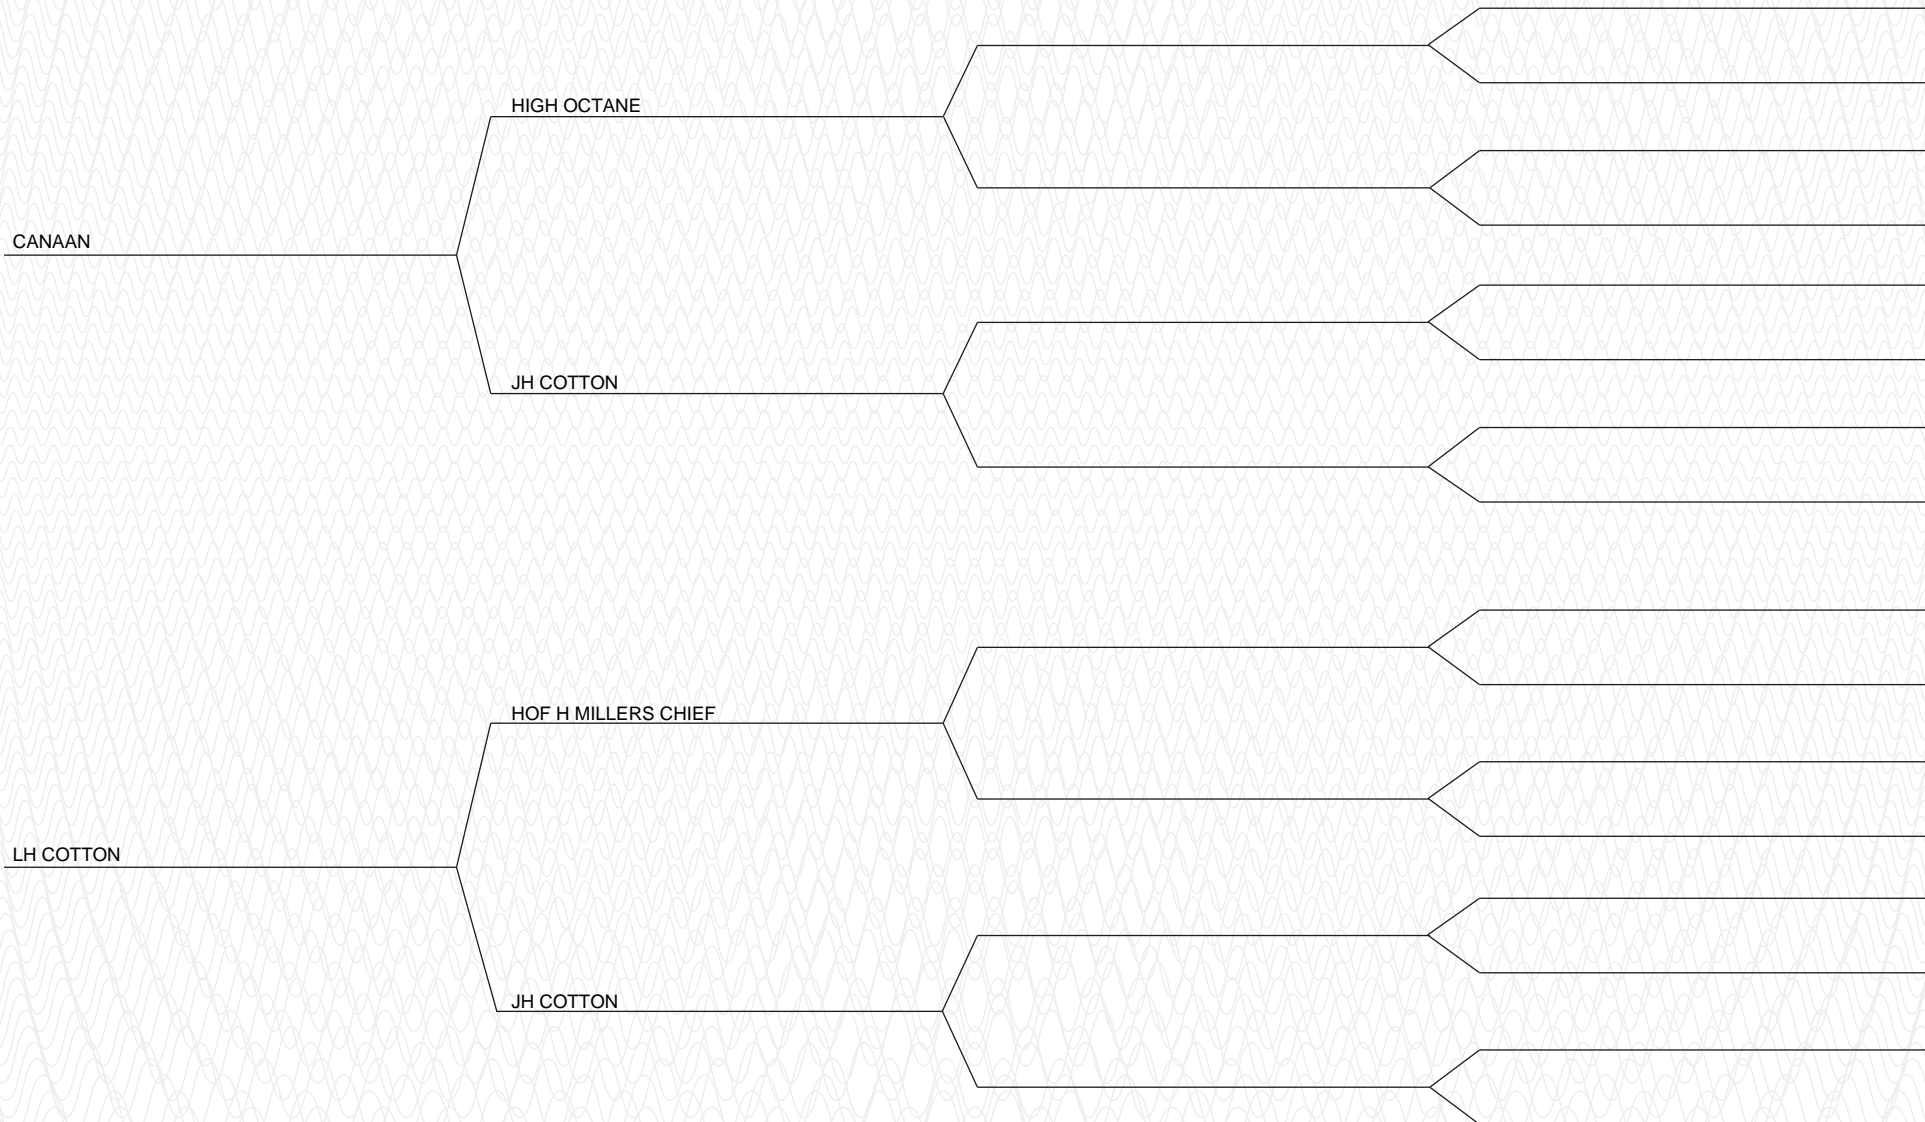 HIGH OCTANE
CANAAN
JH COTTON
HOF H MILLERS CHIEF
LH COTTON
JH COTTON